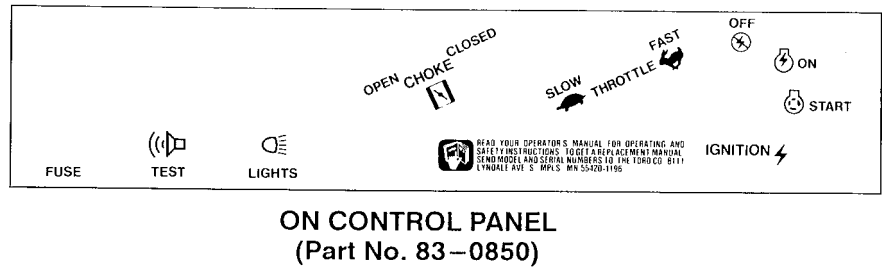 OFF
CLOSED
FAST
OPEN CHOKE
ON
SLOW THROTTLE
START
READ YOUR OPERATOR'S MANUAL FOR OPERATING AND
SAFETY INSTRUCTIONS TO GET A REPLACEMENT MANUAL
SEND MODEL AND SERIAL NUMBERS TO THE TORO CO 8111
LYNDALE AVE S MPLS MN 55420-1196
IGNITION
FUSE
TEST
LIGHTS
ON CONTROL PANEL
(Part No. 83–0850)